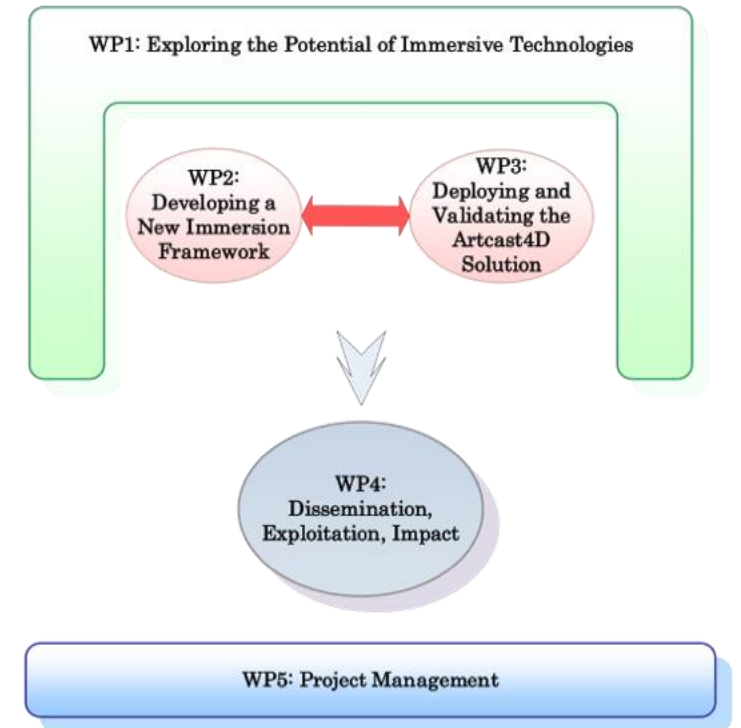 WP1: Exploring the Potential of Immersive Technologies
WP2:
Developing a
New Immersion
Framework
WP3:
Deploying and
Validating the
Artcast4D
Solution
WP4:
Dissemination,
Exploitation, Impact
WP5: Project Management